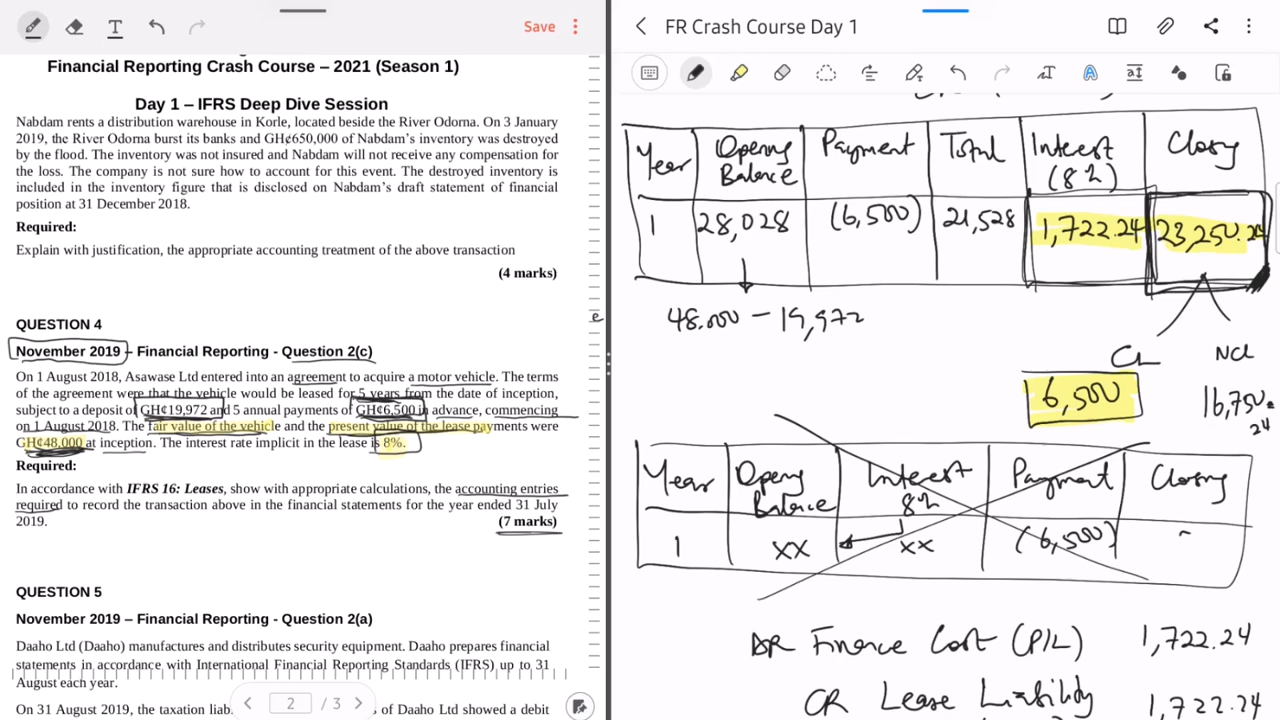 Save
Financial Reporting Crash Course – 2021 (Season 1)
Day 1 – IFRS Deep Dive Session
Nabdam rents a distribution warehouse in Korle, located beside the River Odorna. On 3 January
2019, the River Odorna burst its banks and GH¢650,000 of Nabdam's inventory was destroyed
by the flood. The inventory was not insured and Nabdam will not receive any compensation for
the loss. The company is not sure how to account for this event. The destroyed inventory is
included in the inventory figure that is disclosed on Nabdam's draft statement of financial
position at 31 December 2018.
Required:
Explain with justification, the appropriate accounting treatment of the above transaction
(4 marks)
QUESTION 4
November 2019 – Financial Reporting - Question 2(c)
On 1 August 2018, Asawase Ltd entered into an agreement to acquire a motor vehicle. The terms
of the agreement were that the vehicle would be leased for 5 years from the date of inception,
subject to a deposit of GH¢19,972 and 5 annual payments of GH¢6,500 in advance, commencing
on 1 August 2018. The fair value of the vehicle and the present value of the lease payments were
GH¢48,000 at inception. The interest rate implicit in the lease is 8%.
Required:
In accordance with IFRS 16: Leases, show with appropriate calculations, the accounting entries
required to record the transaction above in the financial statements for the year ended 31 July
2019.
(7 marks)
QUESTION 5
November 2019 – Financial Reporting - Question 2(a)
Daaho Ltd (Daaho) manufactures and distributes security equipment. Daaho prepares financial
statements in accordance with International Financial Reporting Standards (IFRS) up to 31
August each year.
On 31 August 2019, the taxation liab
of Daaho Ltd showed a debit
2 / 3
e
FR Crash Course Day 1
Year Opening Balance Payment Total Interest (8%) Closing
1 28,028 (6,500) 21,528 1,722.24 23,250.24
48.000 – 19,972
CL NCL
6,500 16,750.24
Year Opening Balance Interest 8% Payment Closing
1 XX XX (6,500) -
DR Finance Cost (P/L) 1,722.24
CR Lease Liability 1,722.24